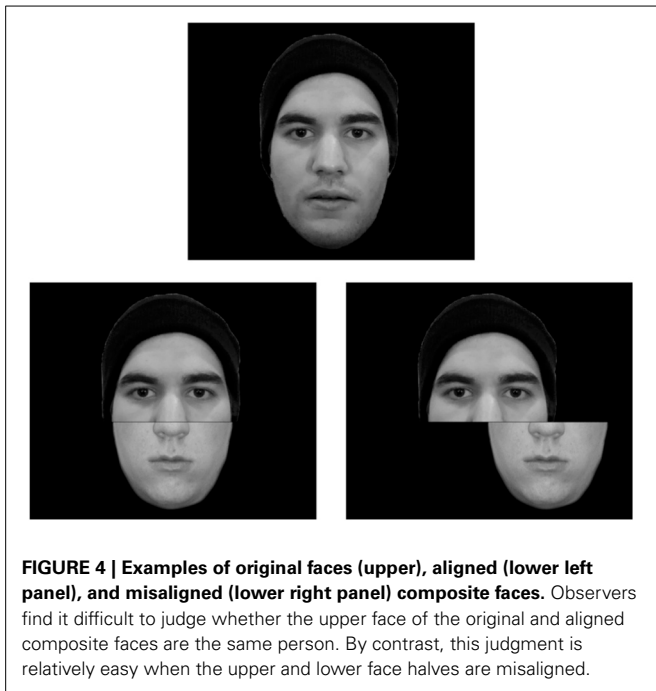 FIGURE 4 | Examples of original faces (upper), aligned (lower left
panel), and misaligned (lower right panel) composite faces. Observers
find it difficult to judge whether the upper face of the original and aligned
composite faces are the same person. By contrast, this judgment is
relatively easy when the upper and lower face halves are misaligned.